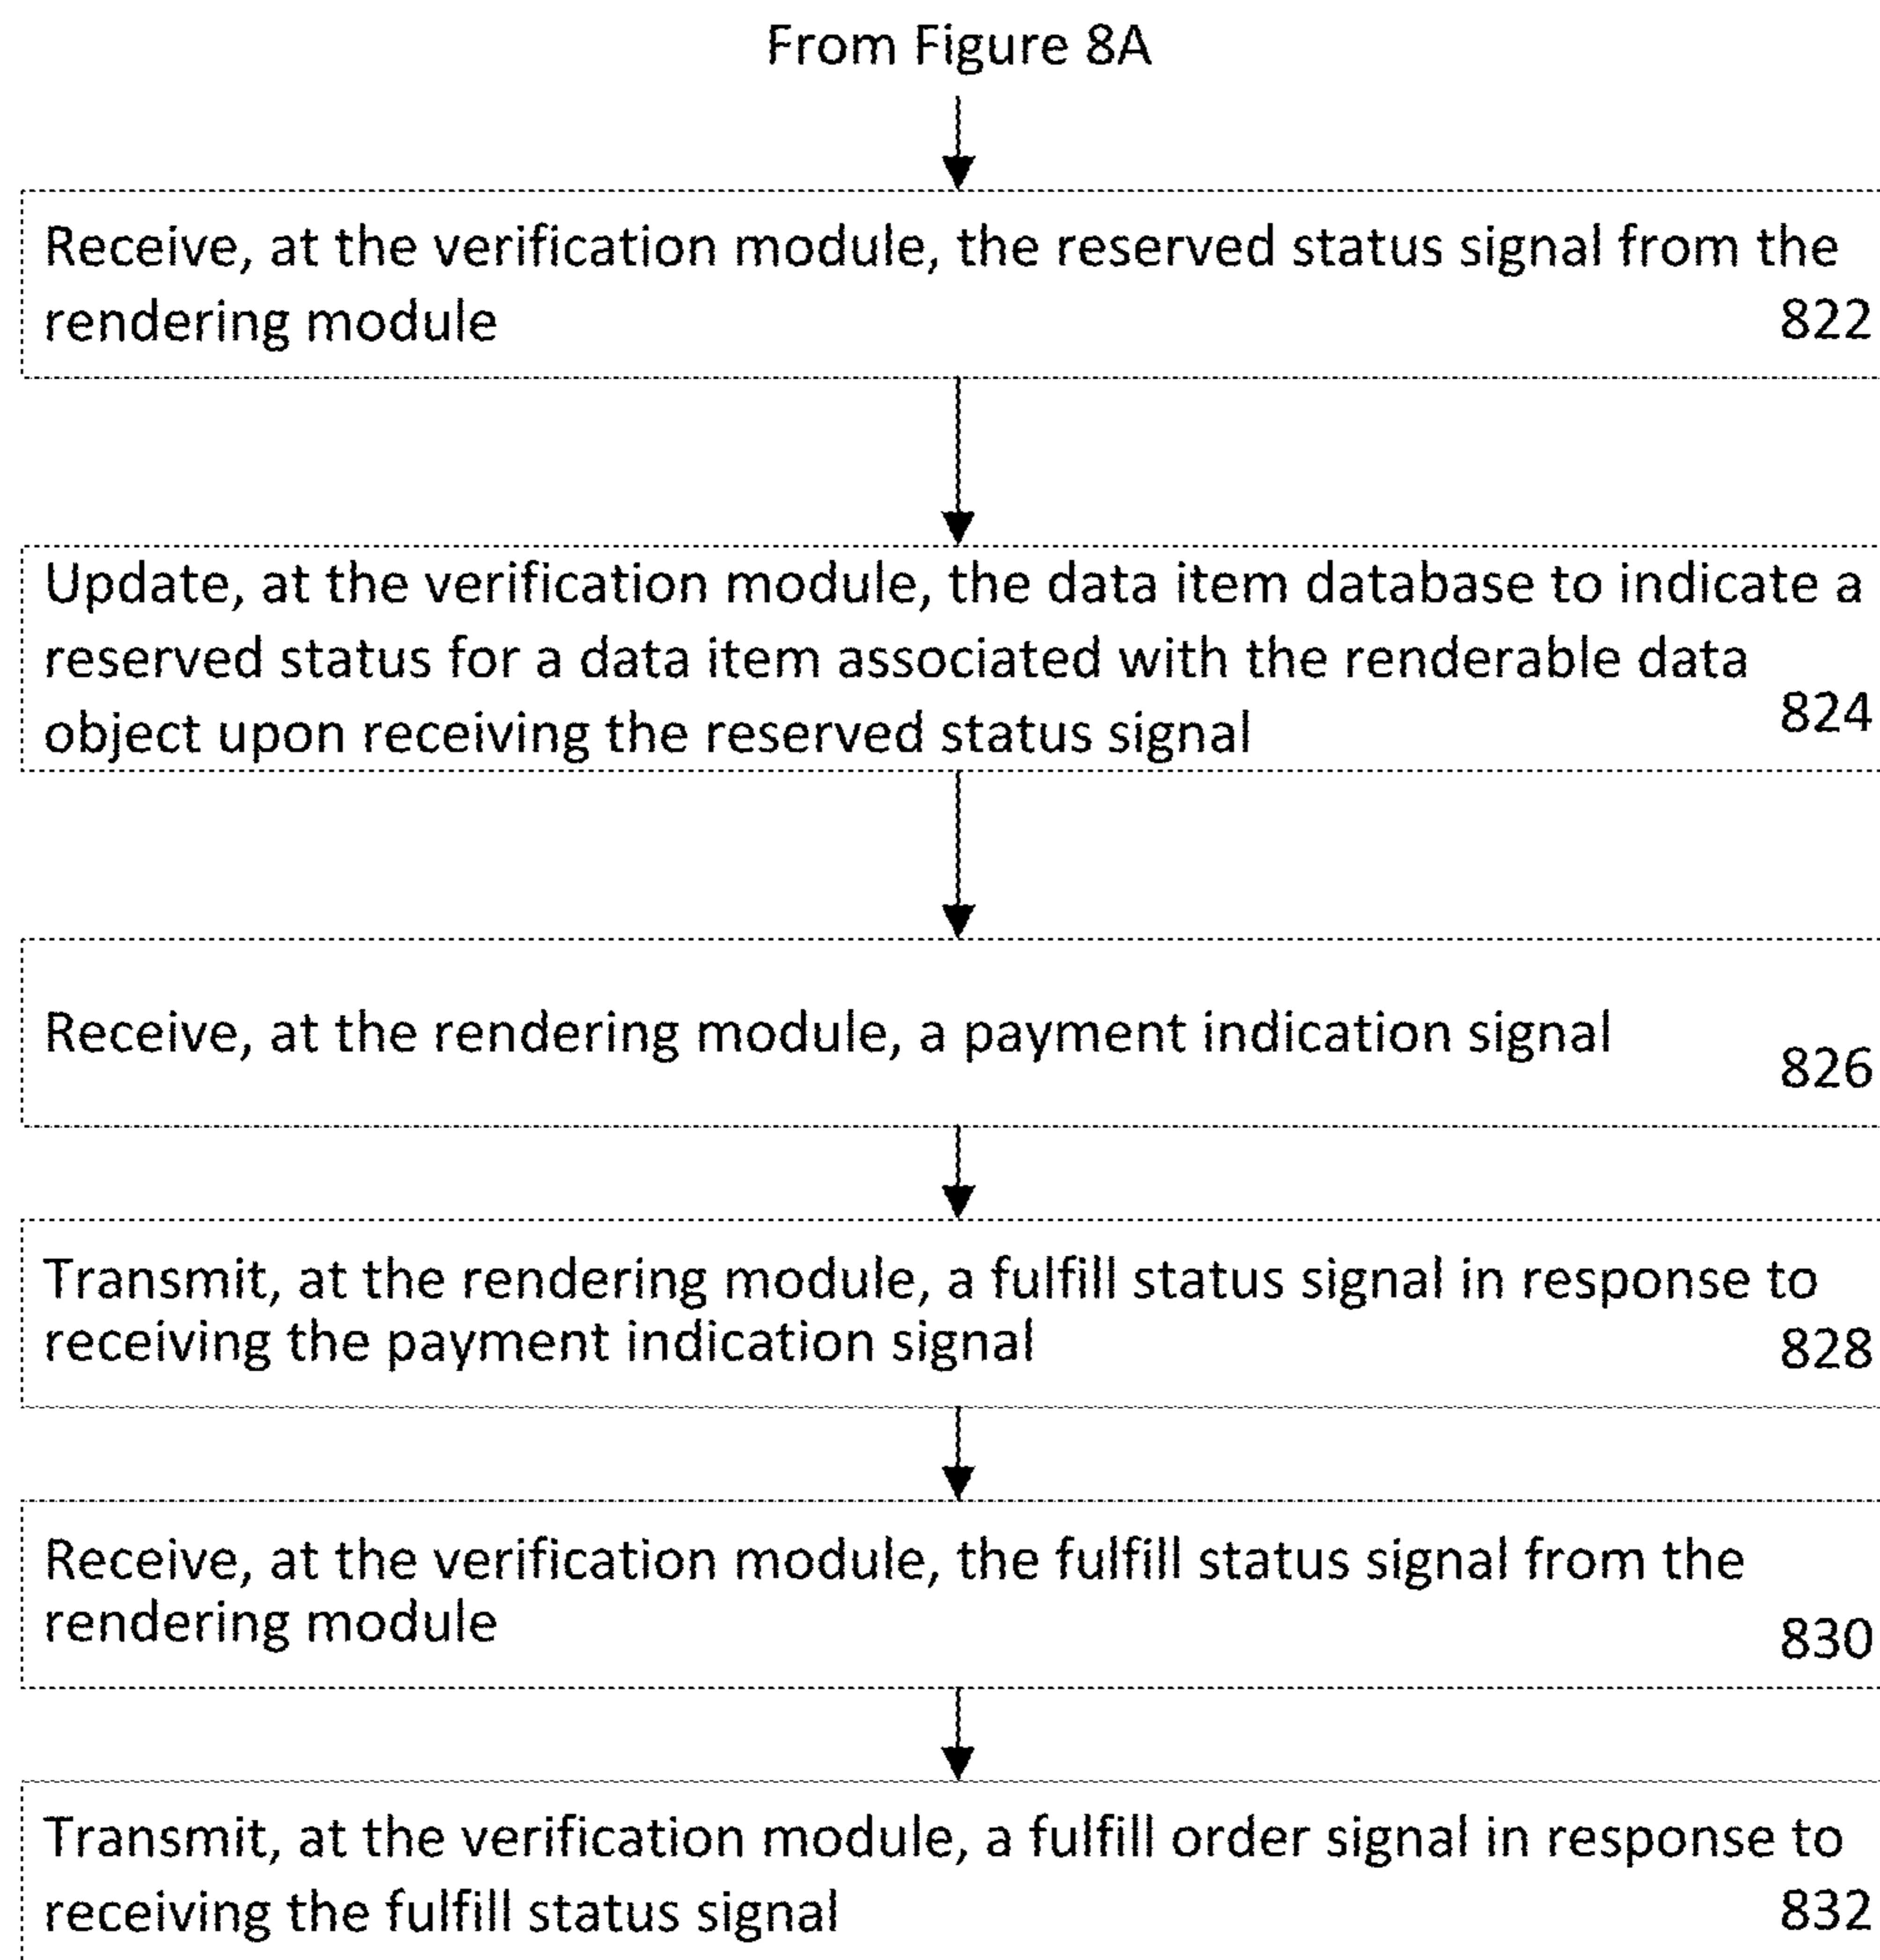 From Figure 8A
Receive, at the verification module, the reserved status signal from the
rendering module
822
Update, at the verification module, the data item database to indicate a
reserved status for a data item associated with the renderable data
object upon receiving the reserved status signal
824
Receive, at the rendering module, a payment indication signal
826
Transmit, at the rendering module, a fulfill status signal in response to
receiving the payment indication signal
828
Receive, at the verification module, the fulfill status signal from the
rendering module
830
Transmit, at the verification module, a fulfill order signal in response to
receiving the fulfill status signal
832